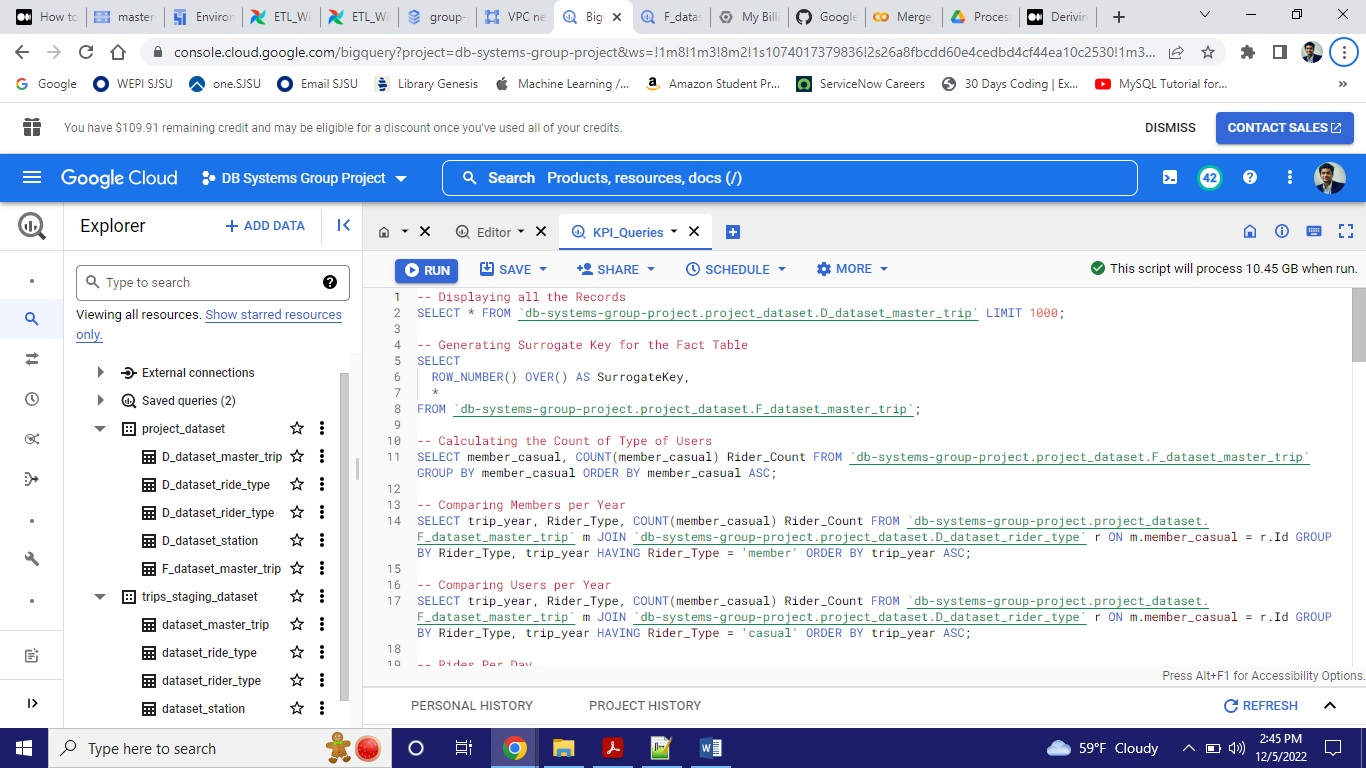 How to
master
Environ
ETL_Wi
ETL_Wi
group-
VPC ne
Big
F_datas
My Bill
Google
Merge_
Process
Derivin
console.cloud.google.com/bigquery?project=db-systems-group-project&ws=!1m8!1m3!8m2!1s1074017379836!2s26a8fbcdd60e4cedbd4cf44ea10c2530!1m3...
Google
WEPI SJSU
one.SJSU
Email SJSU
Library Genesis
Machine Learning /...
Amazon Student Pr...
ServiceNow Careers
30 Days Coding | Ex...
MySQL Tutorial for...
»
You have $109.91 remaining credit and may be eligible for a discount once you've used all of your credits.
DISMISS
CONTACT SALES
Google Cloud
DB Systems Group Project
Search Products, resources, docs (/)
42
Explorer
+ ADD DATA
Editor
KPI_Queries
Type to search
Viewing all resources. Show starred resources
only.
RUN
SAVE
SHARE
SCHEDULE
MORE
This script will process 10.45 GB when run.
External connections
Saved queries (2)
project_dataset
D_dataset_master_trip
D_dataset_ride_type
D_dataset_rider_type
D_dataset_station
F_dataset_master_trip
trips_staging_dataset
dataset_master_trip
dataset_ride_type
dataset_rider_type
dataset_station
1 -- Displaying all the Records
2 SELECT * FROM `db-systems-group-project.project_dataset.D_dataset_master_trip` LIMIT 1000;
3
4 -- Generating Surrogate Key for the Fact Table
5 SELECT
6 ROW_NUMBER() OVER() AS SurrogateKey,
7 *
8 FROM `db-systems-group-project.project_dataset.F_dataset_master_trip`;
9
10 -- Calculating the Count of Type of Users
11 SELECT member_casual, COUNT(member_casual) Rider_Count FROM `db-systems-group-project.project_dataset.F_dataset_master_trip`
GROUP BY member_casual ORDER BY member_casual ASC;
12
13 -- Comparing Members per Year
14 SELECT trip_year, Rider_Type, COUNT(member_casual) Rider_Count FROM `db-systems-group-project.project_dataset.
F_dataset_master_trip` m JOIN `db-systems-group-project.project_dataset.D_dataset_rider_type` r ON m.member_casual = r.Id GROUP
BY Rider_Type, trip_year HAVING Rider_Type = 'member' ORDER BY trip_year ASC;
15
16 -- Comparing Users per Year
17 SELECT trip_year, Rider_Type, COUNT(member_casual) Rider_Count FROM `db-systems-group-project.project_dataset.
F_dataset_master_trip` m JOIN `db-systems-group-project.project_dataset.D_dataset_rider_type` r ON m.member_casual = r.Id GROUP
BY Rider_Type, trip_year HAVING Rider_Type = 'casual' ORDER BY trip_year ASC;
18
19 -- Rides Per Day
Press Alt+F1 for Accessibility Options.
PERSONAL HISTORY
PROJECT HISTORY
REFRESH
Type here to search
59°F Cloudy
2:45 PM
12/5/2022